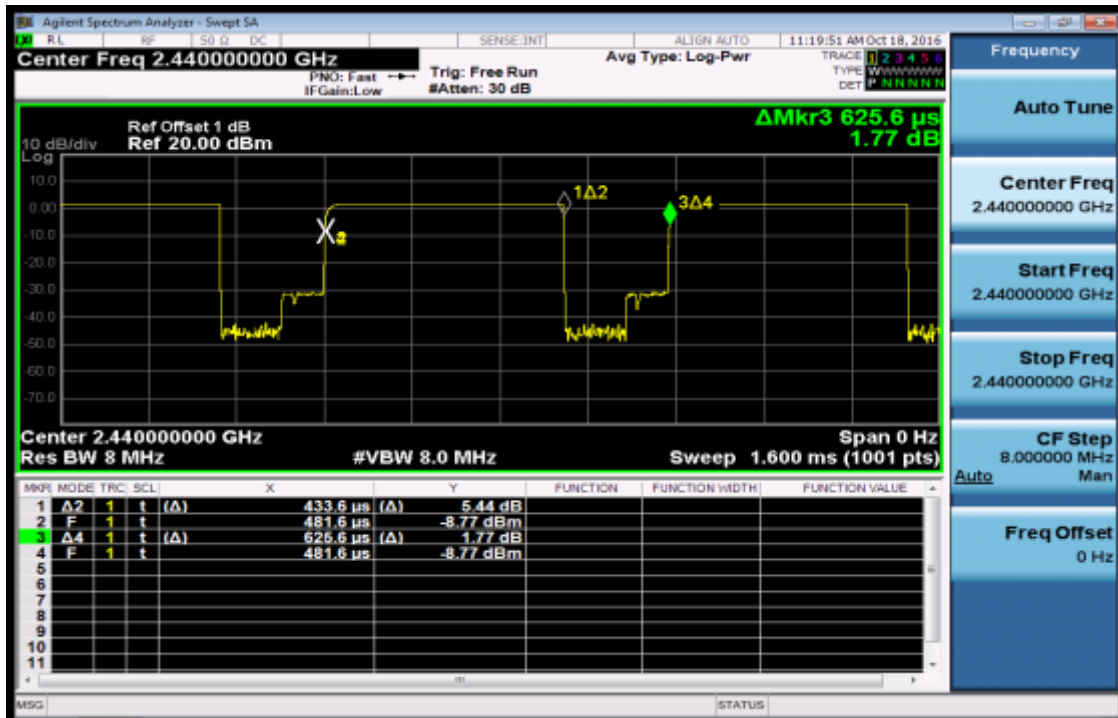 Agilent Spectrum Analyzer - Swept SA
RL RF 50 Ω DC SENSE:INT ALIGN AUTO 11:19:51 AM Oct 18, 2016
Center Freq 2.440000000 GHz
PNO: Fast
IFGain:Low
Trig: Free Run
#Atten: 30 dB
Avg Type: Log-Pwr
TRACE 1 2 3 4 5 6
TYPE WWWWWW
DET P N N N N N
Ref Offset 1 dB
10 dB/div Ref 20.00 dBm
Log
ΔMkr3 625.6 µs
1.77 dB
10.0
0.00
-10.0
-20.0
-30.0
-40.0
-50.0
-60.0
-70.0
1Δ2
3Δ4
Center 2.440000000 GHz Span 0 Hz
Res BW 8 MHz #VBW 8.0 MHz Sweep 1.600 ms (1001 pts)
MKR MODE TRC SCL X Y FUNCTION FUNCTION WIDTH FUNCTION VALUE
1 Δ2 1 t (Δ) 433.6 µs (Δ) 5.44 dB
2 F 1 t 481.6 µs -8.77 dBm
3 Δ4 1 t (Δ) 625.6 µs (Δ) 1.77 dB
4 F 1 t 481.6 µs -8.77 dBm
5
6
7
8
9
10
11
MSG STATUS
Frequency
Auto Tune
Center Freq
2.440000000 GHz
Start Freq
2.440000000 GHz
Stop Freq
2.440000000 GHz
CF Step
8.000000 MHz
Auto Man
Freq Offset
0 Hz